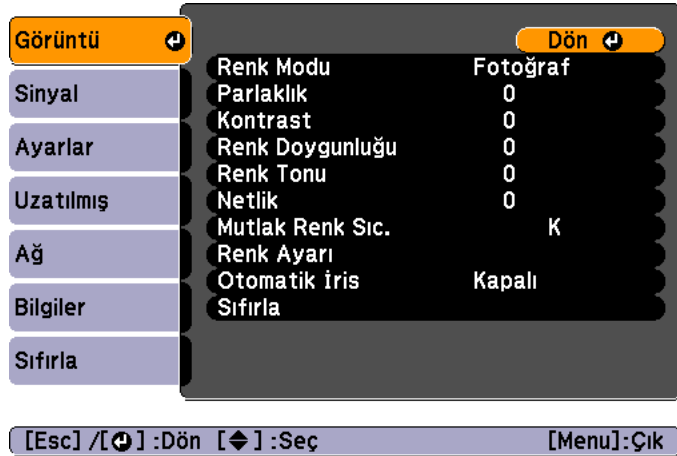 Görüntü
Sinyal
Ayarlar
Uzatılmış
Ağ
Bilgiler
Sıfırla
Dön
Renk Modu Fotoğraf
Parlaklık 0
Kontrast 0
Renk Doygunluğu 0
Renk Tonu 0
Netlik 0
Mutlak Renk Sıc. K
Renk Ayarı
Otomatik İris Kapalı
Sıfırla
[Esc] /[⏎] :Dön [◆] :Seç [Menu]:Çık